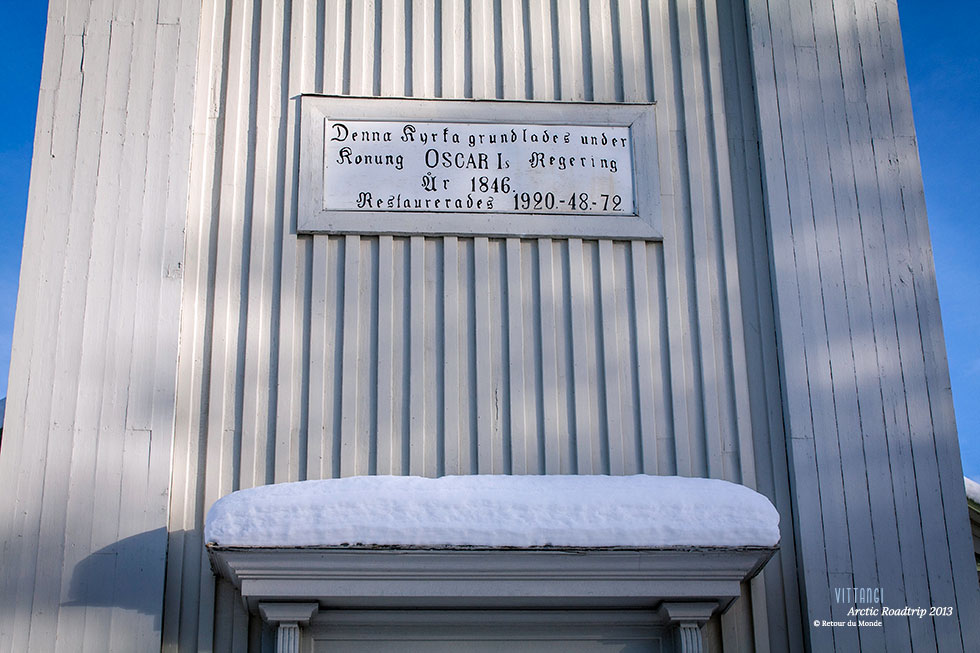 Denna Kyrka grundlades under
Konung OSCAR Is Regering
År 1846.
Restaurerades 1920.-48.-72.
VITTANGI
Arctic Roadtrip 2013
© Retour du Monde